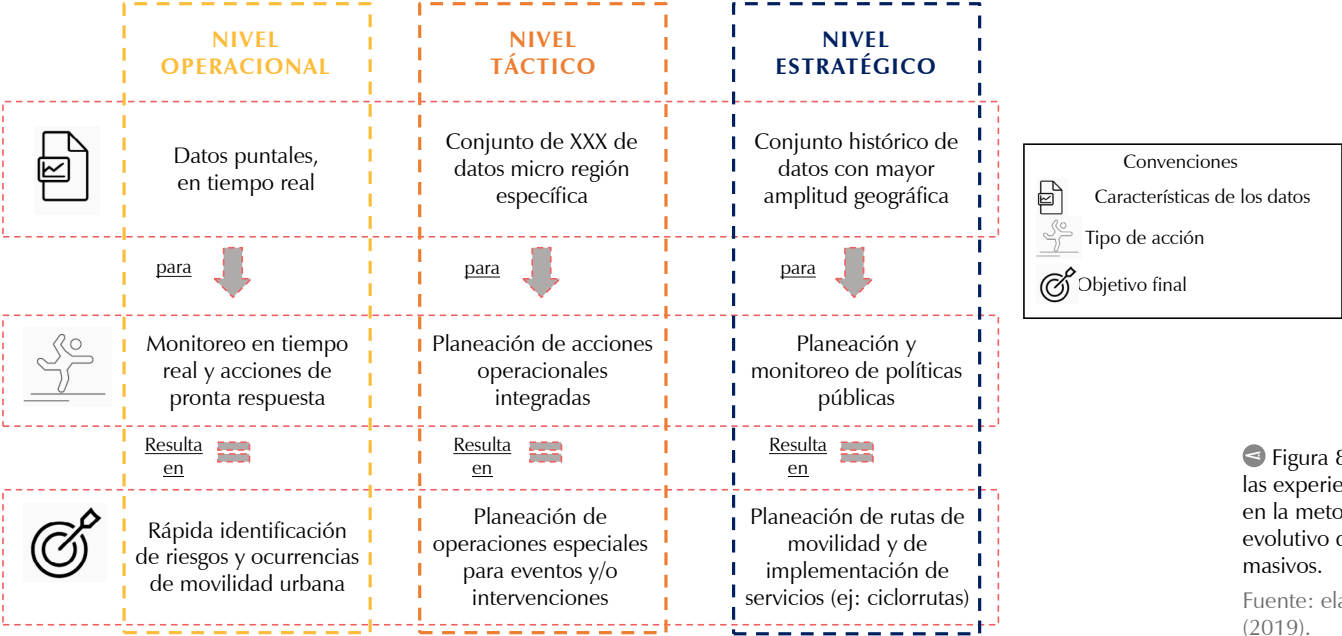 NIVEL
OPERACIONAL
NIVEL
TÁCTICO
NIVEL
ESTRATÉGICO
Datos puntales,
en tiempo real
Conjunto de XXX de
datos micro región
específica
Conjunto histórico de
datos con mayor
amplitud geográfica
para
para
para
Monitoreo en tiempo
real y acciones de
pronta respuesta
Planeación de acciones
operacionales
integradas
Planeación y
monitoreo de políticas
públicas
Resulta
en
Resulta
en
Resulta
en
Rápida identificación
de riesgos y ocurrencias
de movilidad urbana
Planeación de
operaciones especiales
para eventos y/o
intervenciones
Planeación de rutas de
movilidad y de
implementación de
servicios (ej: ciclorrutas)
Convenciones
Características de los datos
Tipo de acción
Objetivo final
Figura 8
las experie
en la meto
evolutivo
masivos.
Fuente: ela
(2019).